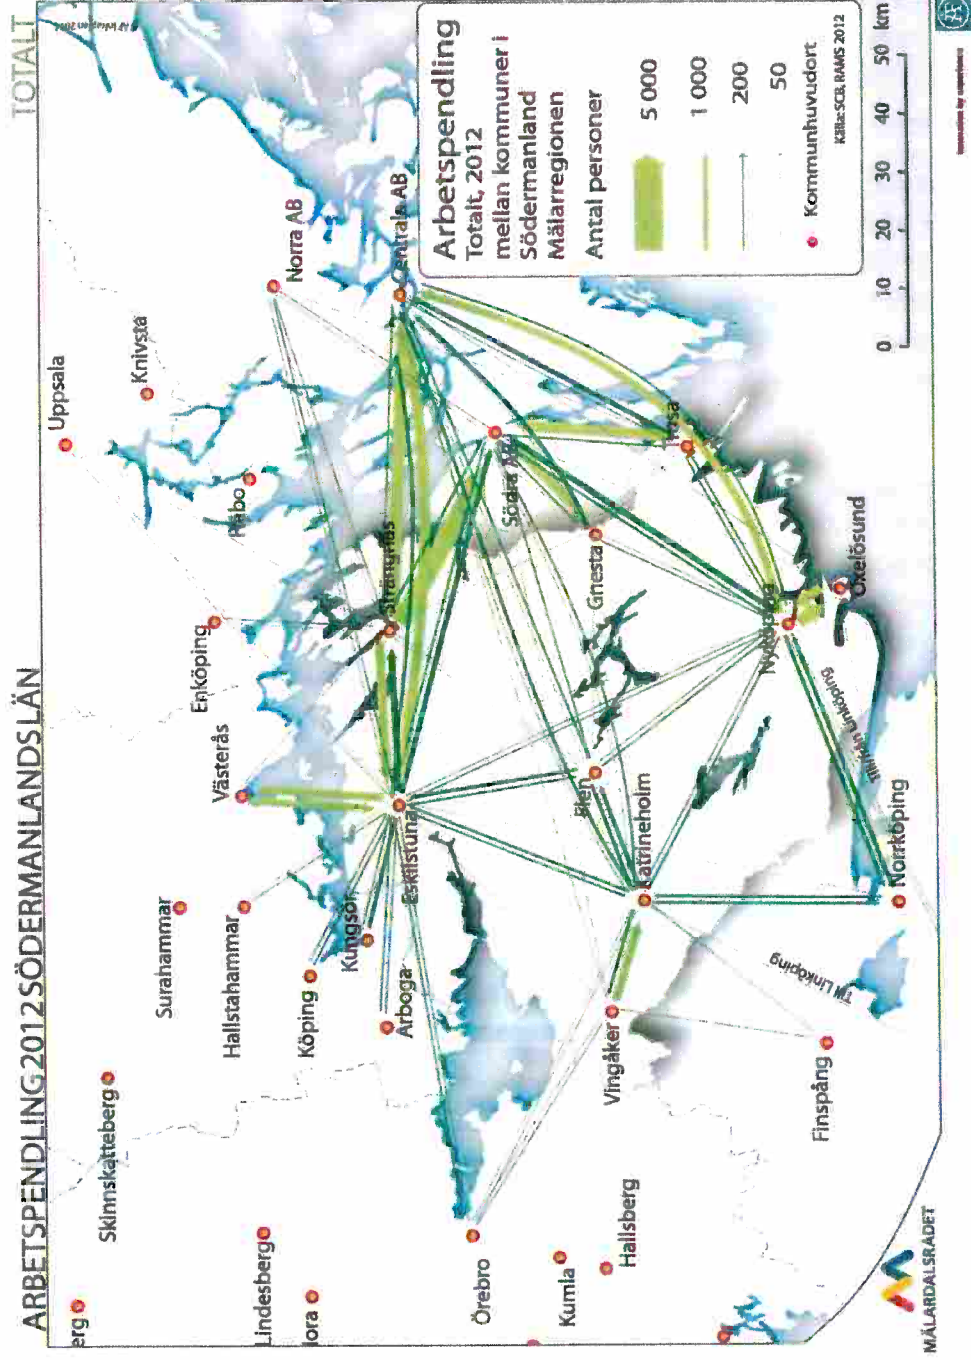 ARBETSPENDLING 2012 SÖDERMANLANDS LÄN
TOTALT
Uppsala
Knivsta
Norra AB
Håbo
Enköping
Västerås
Surahammar
Hallstahammar
Skinnskatteberg
Lindesberg
Nora
Köping
Kungsör
Arboga
Eskilstuna
Strängnäs
Centrala AB
Södra AB
Gnesta
Trosa
Nyköping
Oxelösund
Flen
Katrineholm
Vingåker
Örebro
Kumla
Hallsberg
Finspång
Norrköping
Till/från Linköping
Till Linköping
Arbetspendling
Totalt, 2012
mellan kommuner i
Södermanland
Mälarregionen
Antal personer
5 000
1 000
200
50
Kommunhuvudort
Källa: SCB, RAMS 2012
0 10 20 30 40 50 km
MÄLARDALSRÅDET